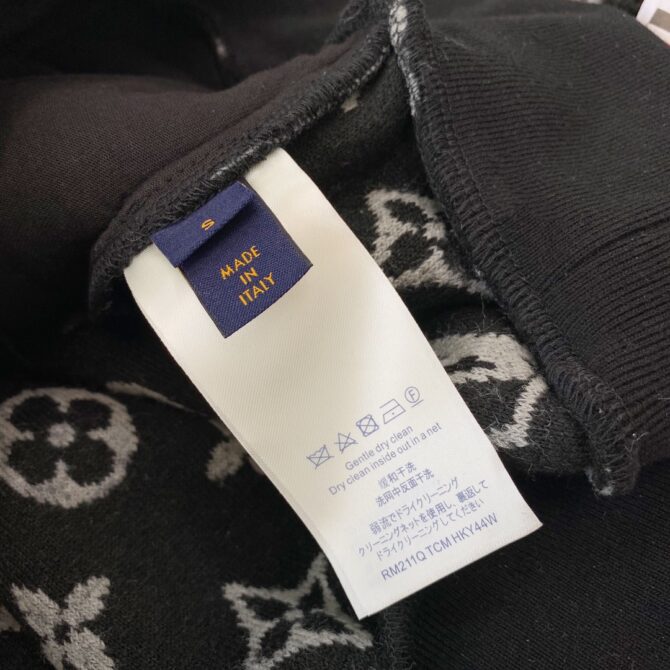 S
MADE
IN
ITALY
Gentle dry clean
Dry clean inside out in a net
缓和干洗
洗网中反面干洗
弱流でドライクリーニング
クリーニングネットを使用し、裏返して
ドライクリーニングしてください
RM211Q TCM HKY44W